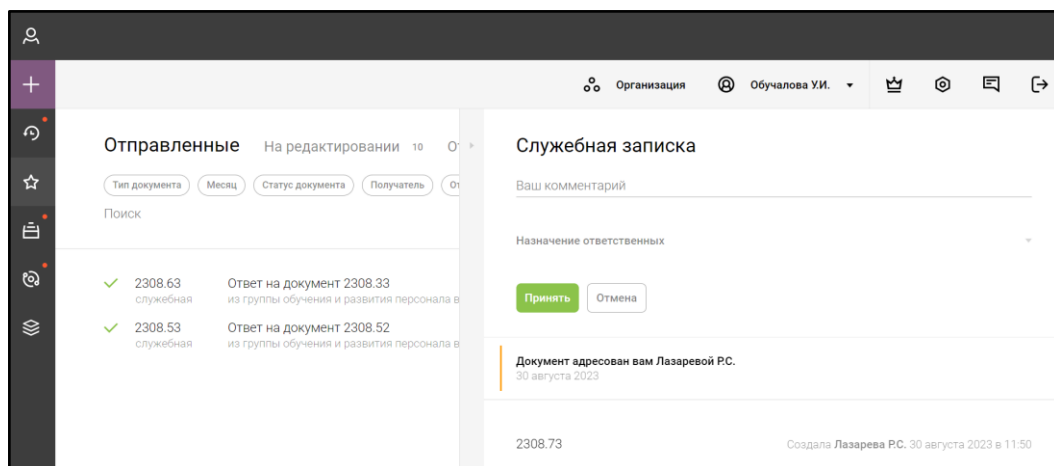 Организация Обучалова У.И.
Отправленные На редактировании 10
Тип документа Месяц Статус документа Получатель
Поиск
2308.63 Ответ на документ 2308.33
служебная из группы обучения и развития персонала в
2308.53 Ответ на документ 2308.52
служебная из группы обучения и развития персонала в
Служебная записка
Ваш комментарий
Назначение ответственных
Принять Отмена
Документ адресован вам Лазаревой Р.С.
30 августа 2023
2308.73 Создала Лазарева Р.С. 30 августа 2023 в 11:50